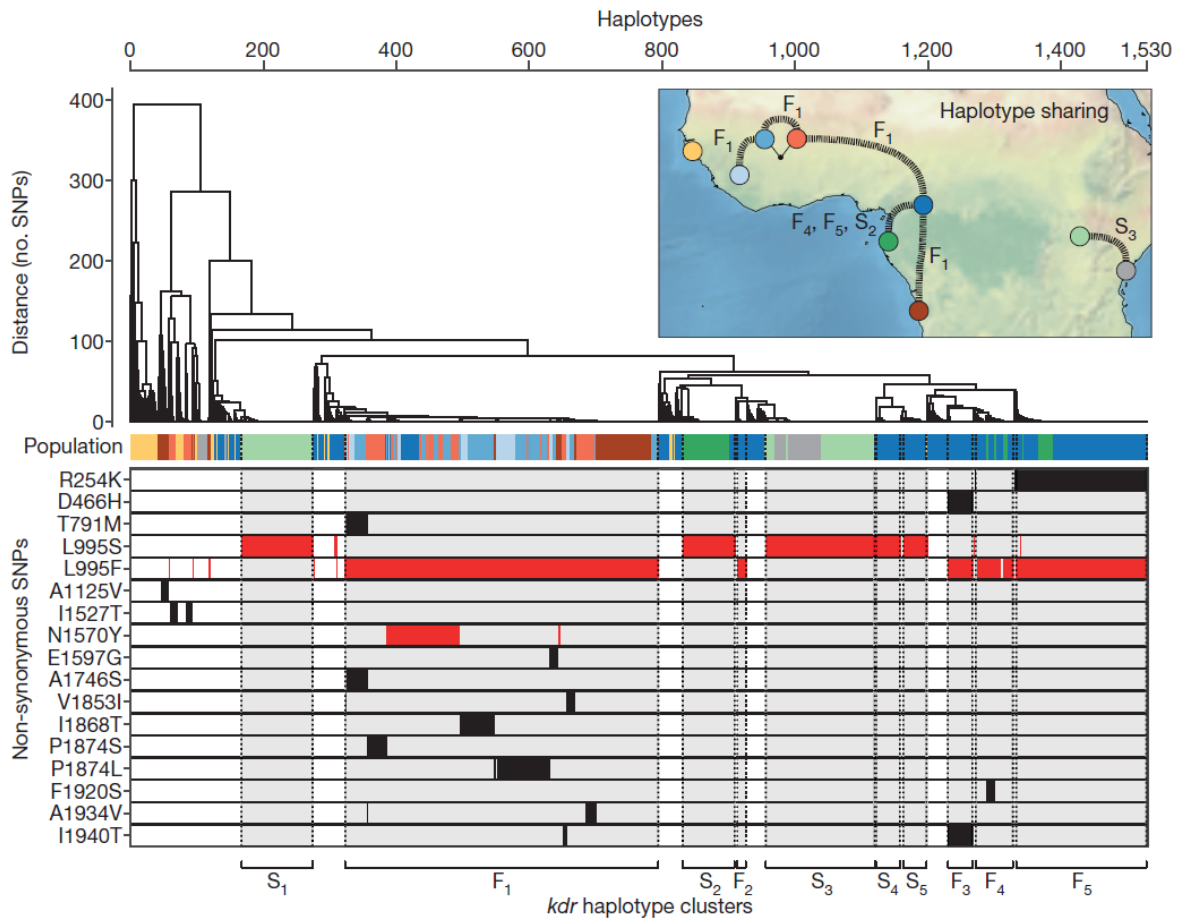 Haplotypes
0 200 400 600 800 1,000 1,200 1,400 1,530
Distance (no. SNPs)
400
300
200
100
0
Haplotype sharing
F1
F1
F1
F4, F5, S2
F1
S3
Population
Non-synonymous SNPs
R254K
D466H
T791M
L995S
L995F
A1125V
I1527T
N1570Y
E1597G
A1746S
V1853I
I1868T
P1874S
P1874L
F1920S
A1934V
I1940T
S1 F1 S2 F2 S3 S4 S5 F3 F4 F5
kdr haplotype clusters